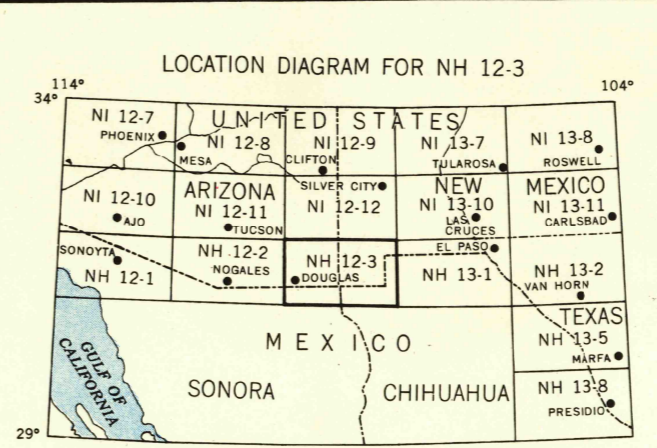 LOCATION DIAGRAM FOR NH 12-3
114°
104°
34°
UNITED STATES
NI 12-7
PHOENIX
NI 12-8
MESA
NI 12-9
CLIFTON
NI 13-7
TULAROSA
NI 13-8
ROSWELL
NI 12-10
AJO
ARIZONA
NI 12-11
TUCSON
SILVER CITY
NI 12-12
NEW MEXICO
NI 13-10
LAS
CRUCES
NI 13-11
CARLSBAD
SONOYTA
NH 12-1
NH 12-2
NOGALES
NH 12-3
DOUGLAS
EL PASO
NH 13-1
NH 13-2
VAN HORN
TEXAS
NH 13-5
MARFA
NH 13-8
PRESIDIO
MEXICO
GULF OF
CALIFORNIA
SONORA
CHIHUAHUA
29°